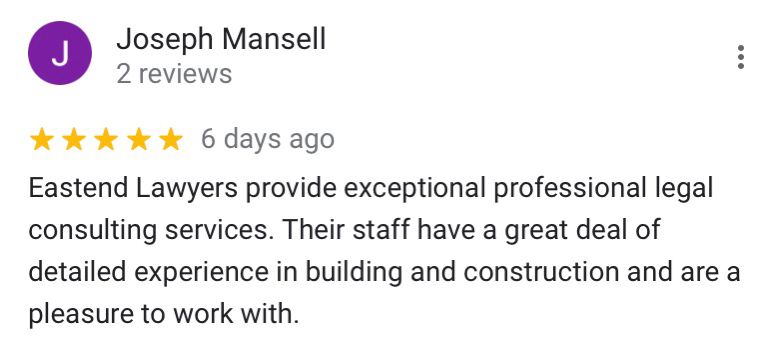 J
Joseph Mansell
2 reviews
6 days ago
Eastend Lawyers provide exceptional professional legal
consulting services. Their staff have a great deal of
detailed experience in building and construction and are a
pleasure to work with.